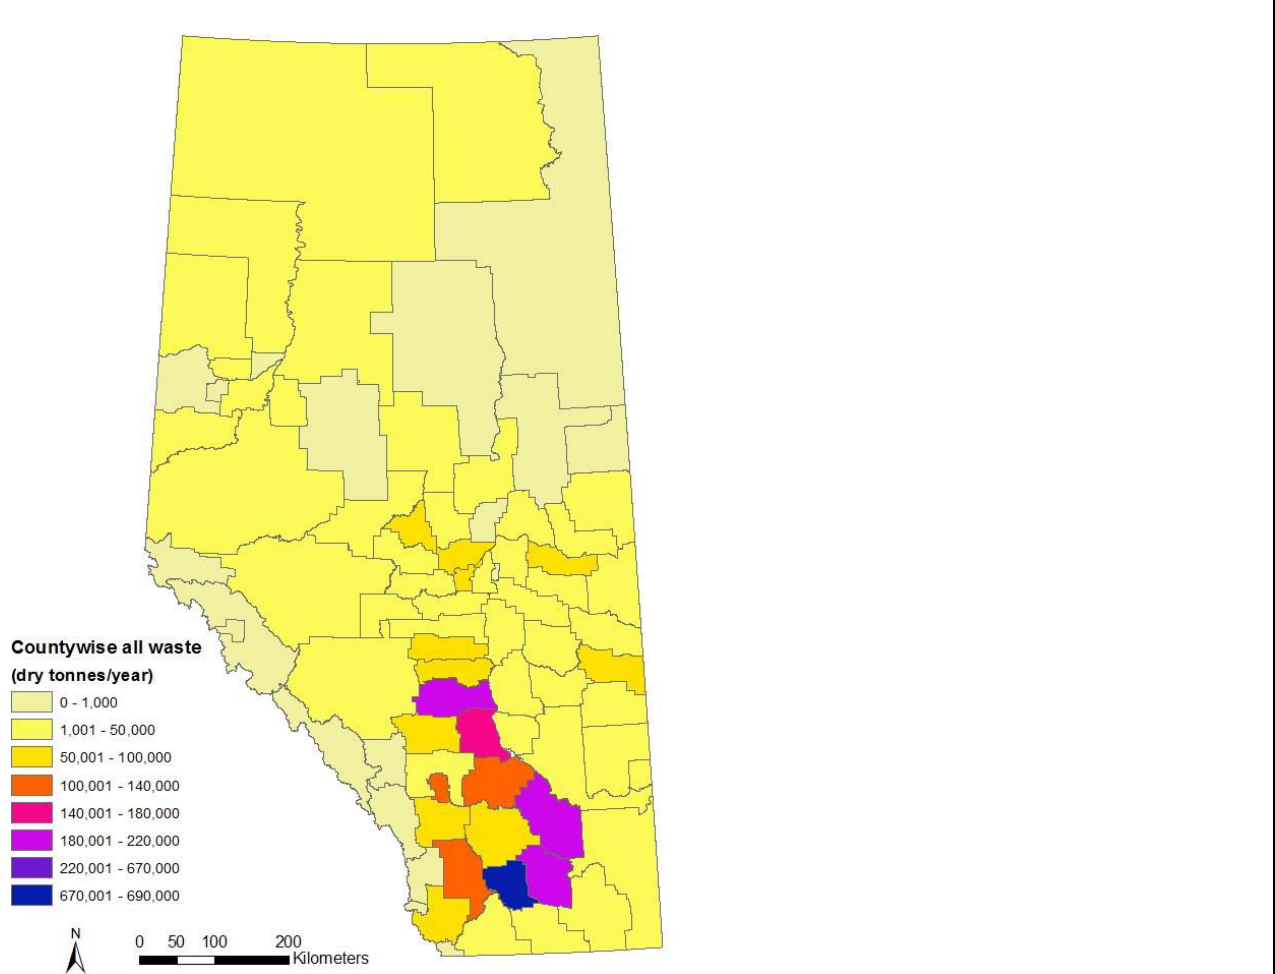 Countywise all waste
(dry tonnes/year)
0 - 1,000
1,001 - 50,000
50,001 - 100,000
100,001 - 140,000
140,001 - 180,000
180,001 - 220,000
220,001 - 670,000
670,001 - 690,000
N
0 50 100 200
Kilometers